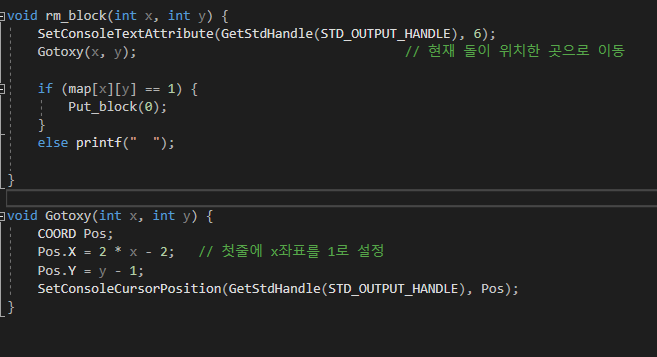 void rm_block(int x, int y) {
SetConsoleTextAttribute(GetStdHandle(STD_OUTPUT_HANDLE), 6);
Gotoxy(x, y); // 현재 돌이 위치한 곳으로 이동
if (map[x][y] == 1) {
Put_block(0);
}
else printf("  ");
}
void Gotoxy(int x, int y) {
COORD Pos;
Pos.X = 2 * x - 2; // 첫줄에 x좌표를 1로 설정
Pos.Y = y - 1;
SetConsoleCursorPosition(GetStdHandle(STD_OUTPUT_HANDLE), Pos);
}